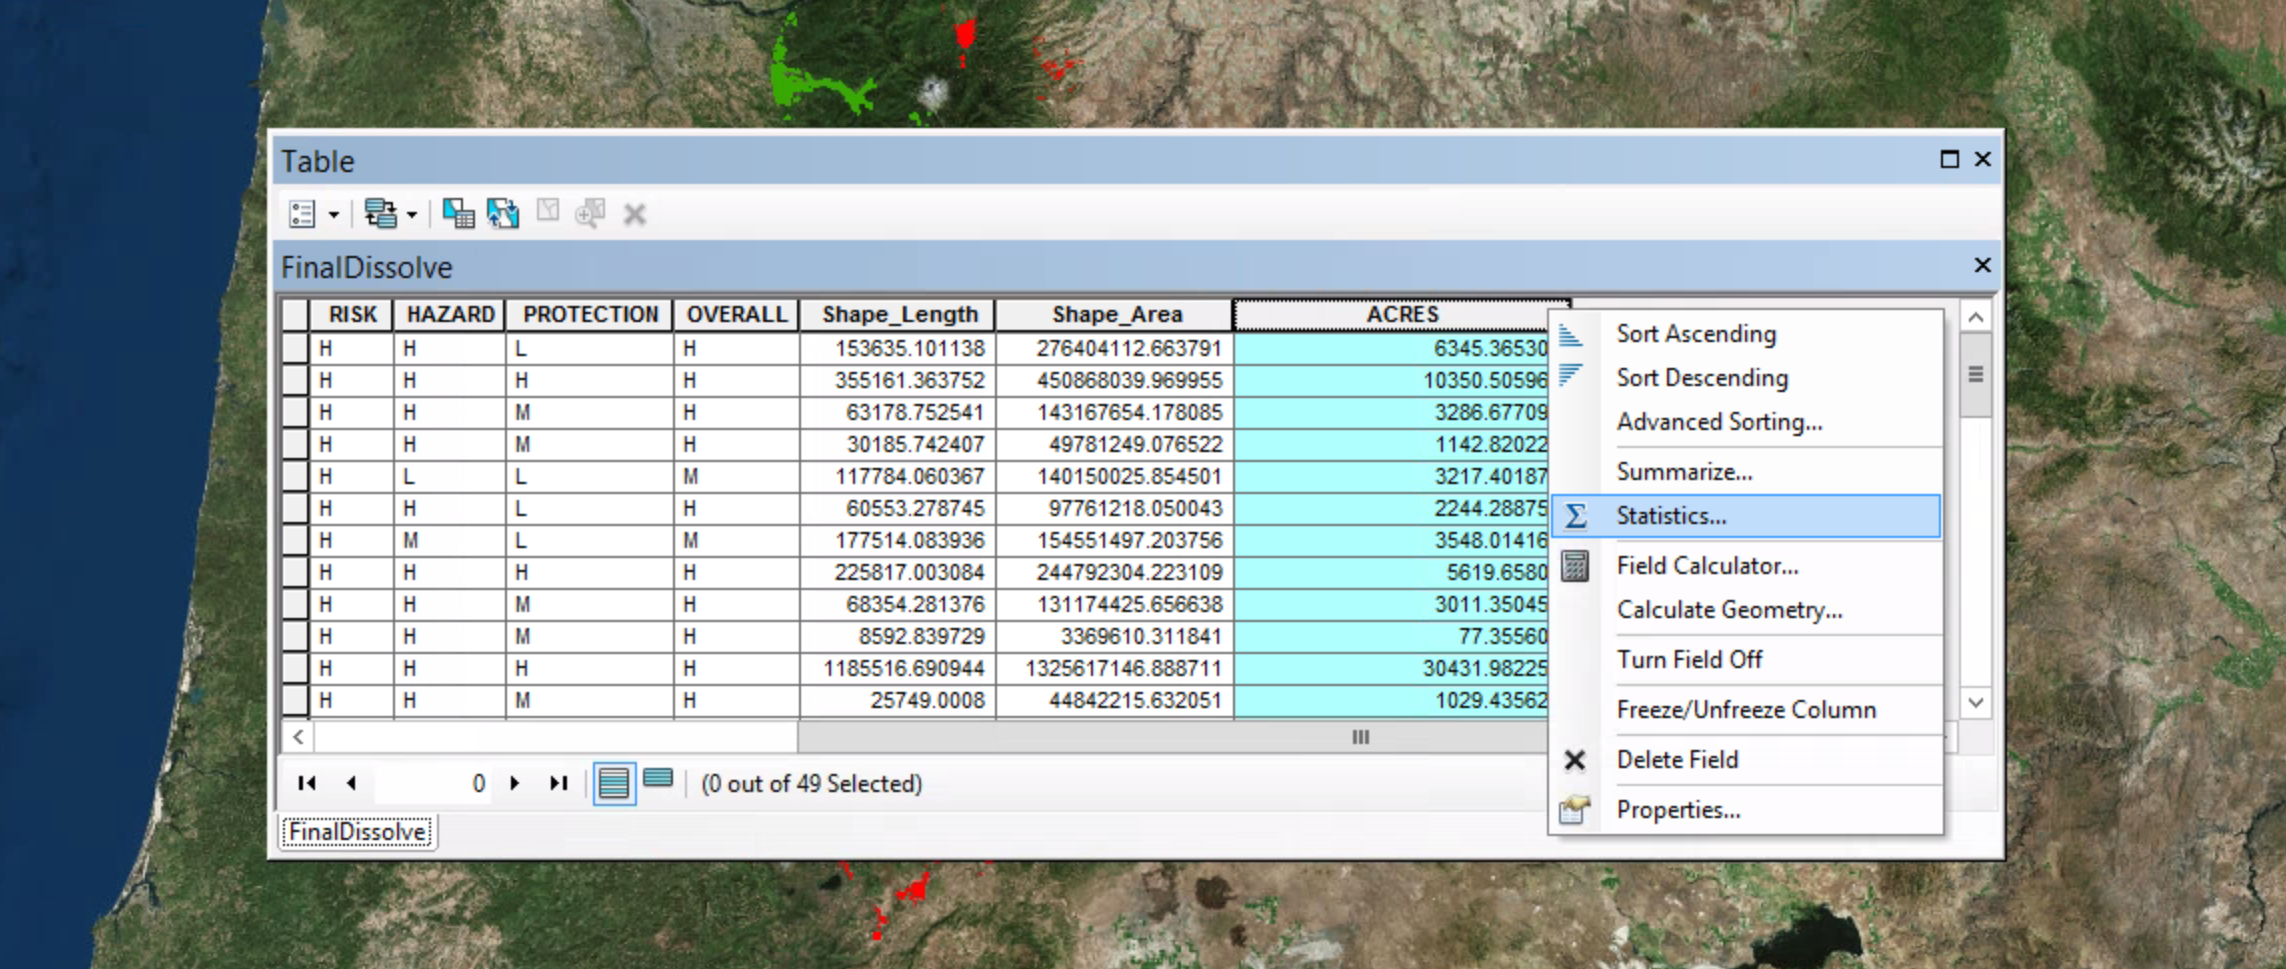 Table
FinalDissolve
RISK HAZARD PROTECTION OVERALL Shape_Length Shape_Area ACRES
H H L H 153635.101138 276404112.663791 6345.36530
H H H H 355161.363752 450868039.969955 10350.50596
H H M H 63178.752541 143167654.178085 3286.67709
H H M H 30185.742407 49781249.076522 1142.82022
H L L M 117784.060367 140150025.854501 3217.40187
H H L H 60553.278745 97761218.050043 2244.28875
H M L M 177514.083936 154551497.203756 3548.01416
H H H H 225817.003084 244792304.223109 5619.6580
H H M H 68354.281376 131174425.656638 3011.35045
H H M H 8592.839729 3369610.311841 77.35560
H H H H 1185516.690944 1325617146.888711 30431.98225
H H M H 25749.0008 44842215.632051 1029.43562
Sort Ascending
Sort Descending
Advanced Sorting...
Summarize...
Statistics...
Field Calculator...
Calculate Geometry...
Turn Field Off
Freeze/Unfreeze Column
Delete Field
Properties...
0 (0 out of 49 Selected)
FinalDissolve